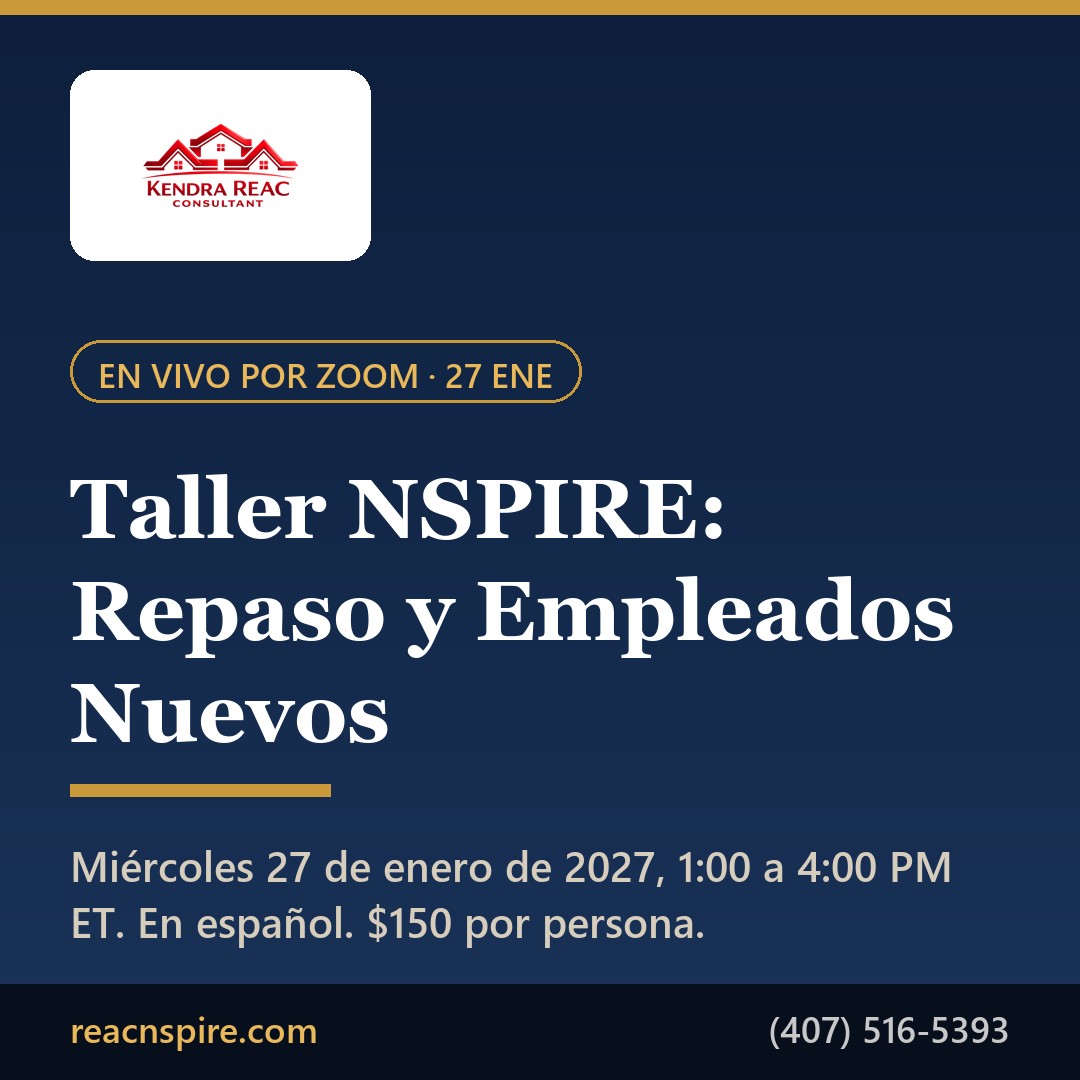 KENDRA REAC
CONSULTANT
EN VIVO POR ZOOM · 27 ENE
Taller NSPIRE:
Repaso y Empleados
Nuevos
Miércoles 27 de enero de 2027, 1:00 a 4:00 PM
ET. En español. $150 por persona.
reacnspire.com
(407) 516-5393